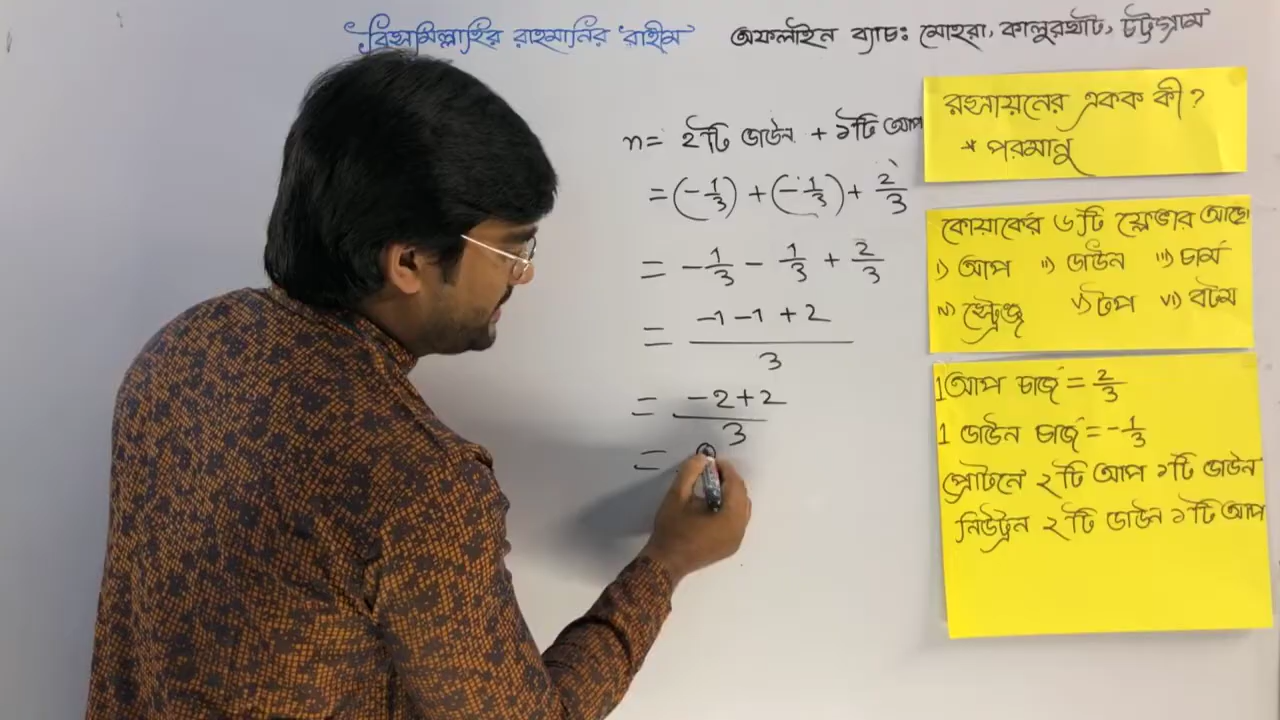 বিসমিল্লাহির রাহমানির রাহীম
অফলাইন ব্যাচঃ মোহরা, কালুরঘাট, চট্টগ্রাম
n= ২টি ডাউন + ১টি আপ
= (-1/3) + (-1/3) + 2/3
= -1/3 - 1/3 + 2/3
= -1-1+2/3
= -2+2/3
= 0
রসায়নের একক কী?
* পরমানু
কোয়ার্কের ৬টি ফ্লেভার আছে।
i) আপ ii) ডাউন iii) চার্ম
iv) স্ট্রেঞ্জ v) টপ vi) বটম
1 আপ চার্জ = 2/3
1 ডাউন চার্জ = -1/3
প্রোটনে ২টি আপ ১টি ডাউন
নিউট্রন ২টি ডাউন ১টি আপ